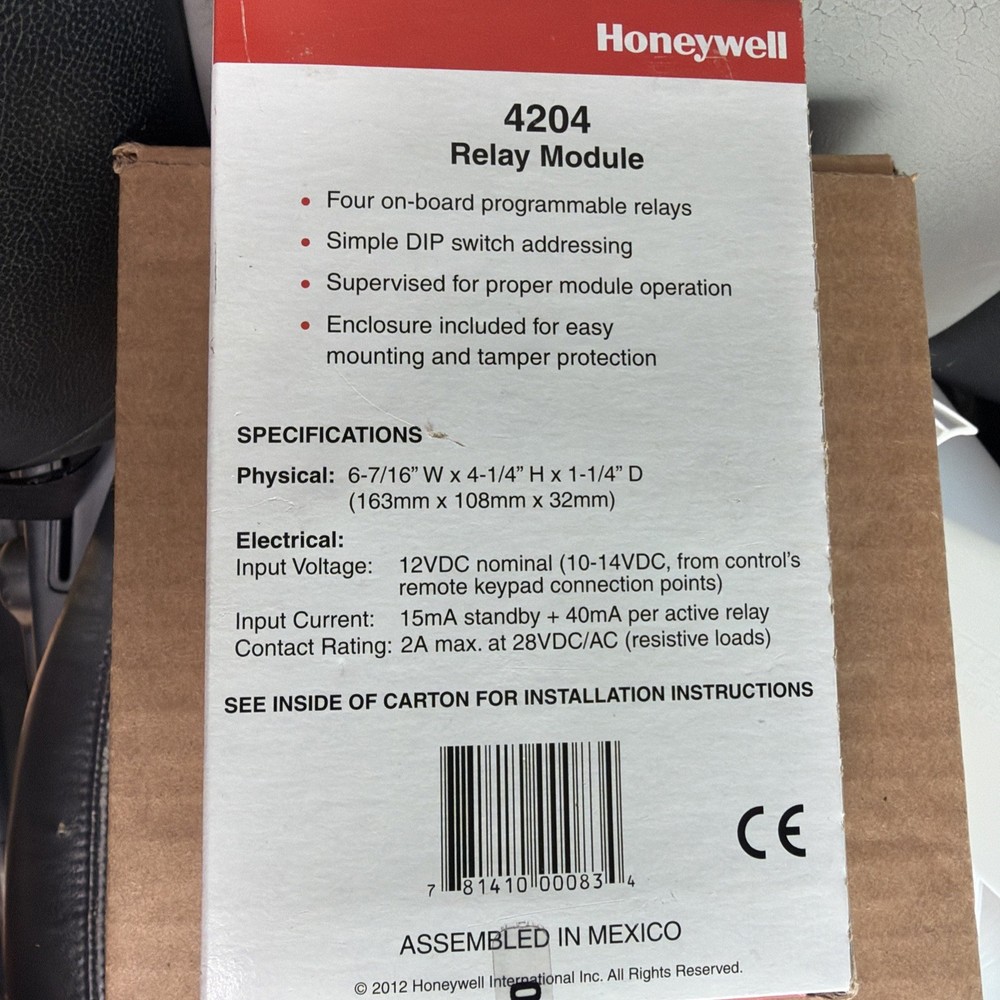 Honeywell
4204
Relay Module
• Four on-board programmable relays
• Simple DIP switch addressing
• Supervised for proper module operation
• Enclosure included for easy
mounting and tamper protection
SPECIFICATIONS
Physical: 6-7/16” W x 4-1/4” H x 1-1/4” D
(163mm x 108mm x 32mm)
Electrical:
Input Voltage: 12VDC nominal (10-14VDC, from control’s
remote keypad connection points)
Input Current: 15mA standby + 40mA per active relay
Contact Rating: 2A max. at 28VDC/AC (resistive loads)
SEE INSIDE OF CARTON FOR INSTALLATION INSTRUCTIONS
7 81410 00083 4
CE
ASSEMBLED IN MEXICO
© 2012 Honeywell International Inc. All Rights Reserved.
0